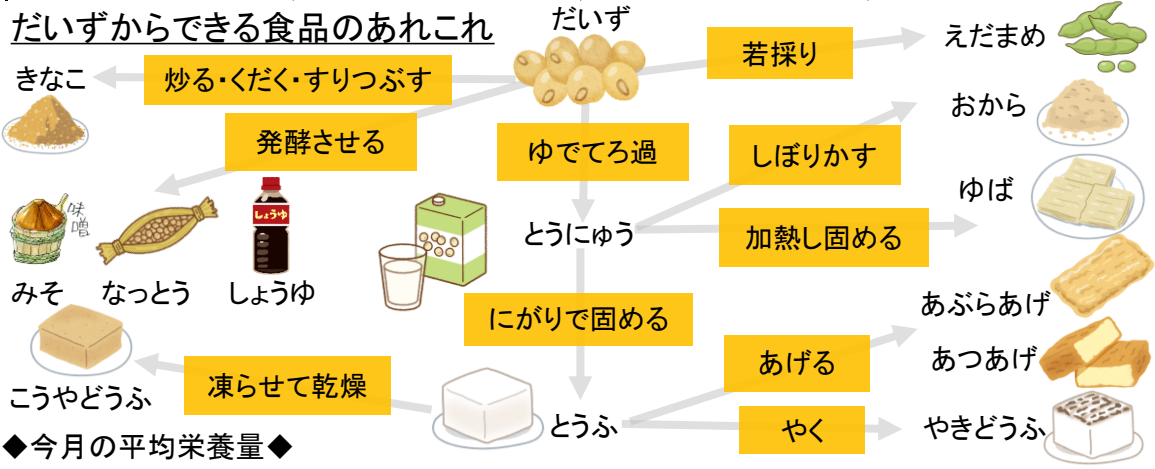 だいずからできる食品のあれこれ
だいず
若採り
えだまめ
きなこ
炒る・くだく・すりつぶす
発酵させる
ゆでてろ過
しぼりかす
おから
ゆば
味噌
しょうゆ
とうにゅう
加熱し固める
みそ
なっとう
しょうゆ
にがりで固める
あぶらあげ
あげる
あつあげ
こうやどうふ
凍らせて乾燥
とうふ
やく
やきどうふ
◆今月の平均栄養量◆